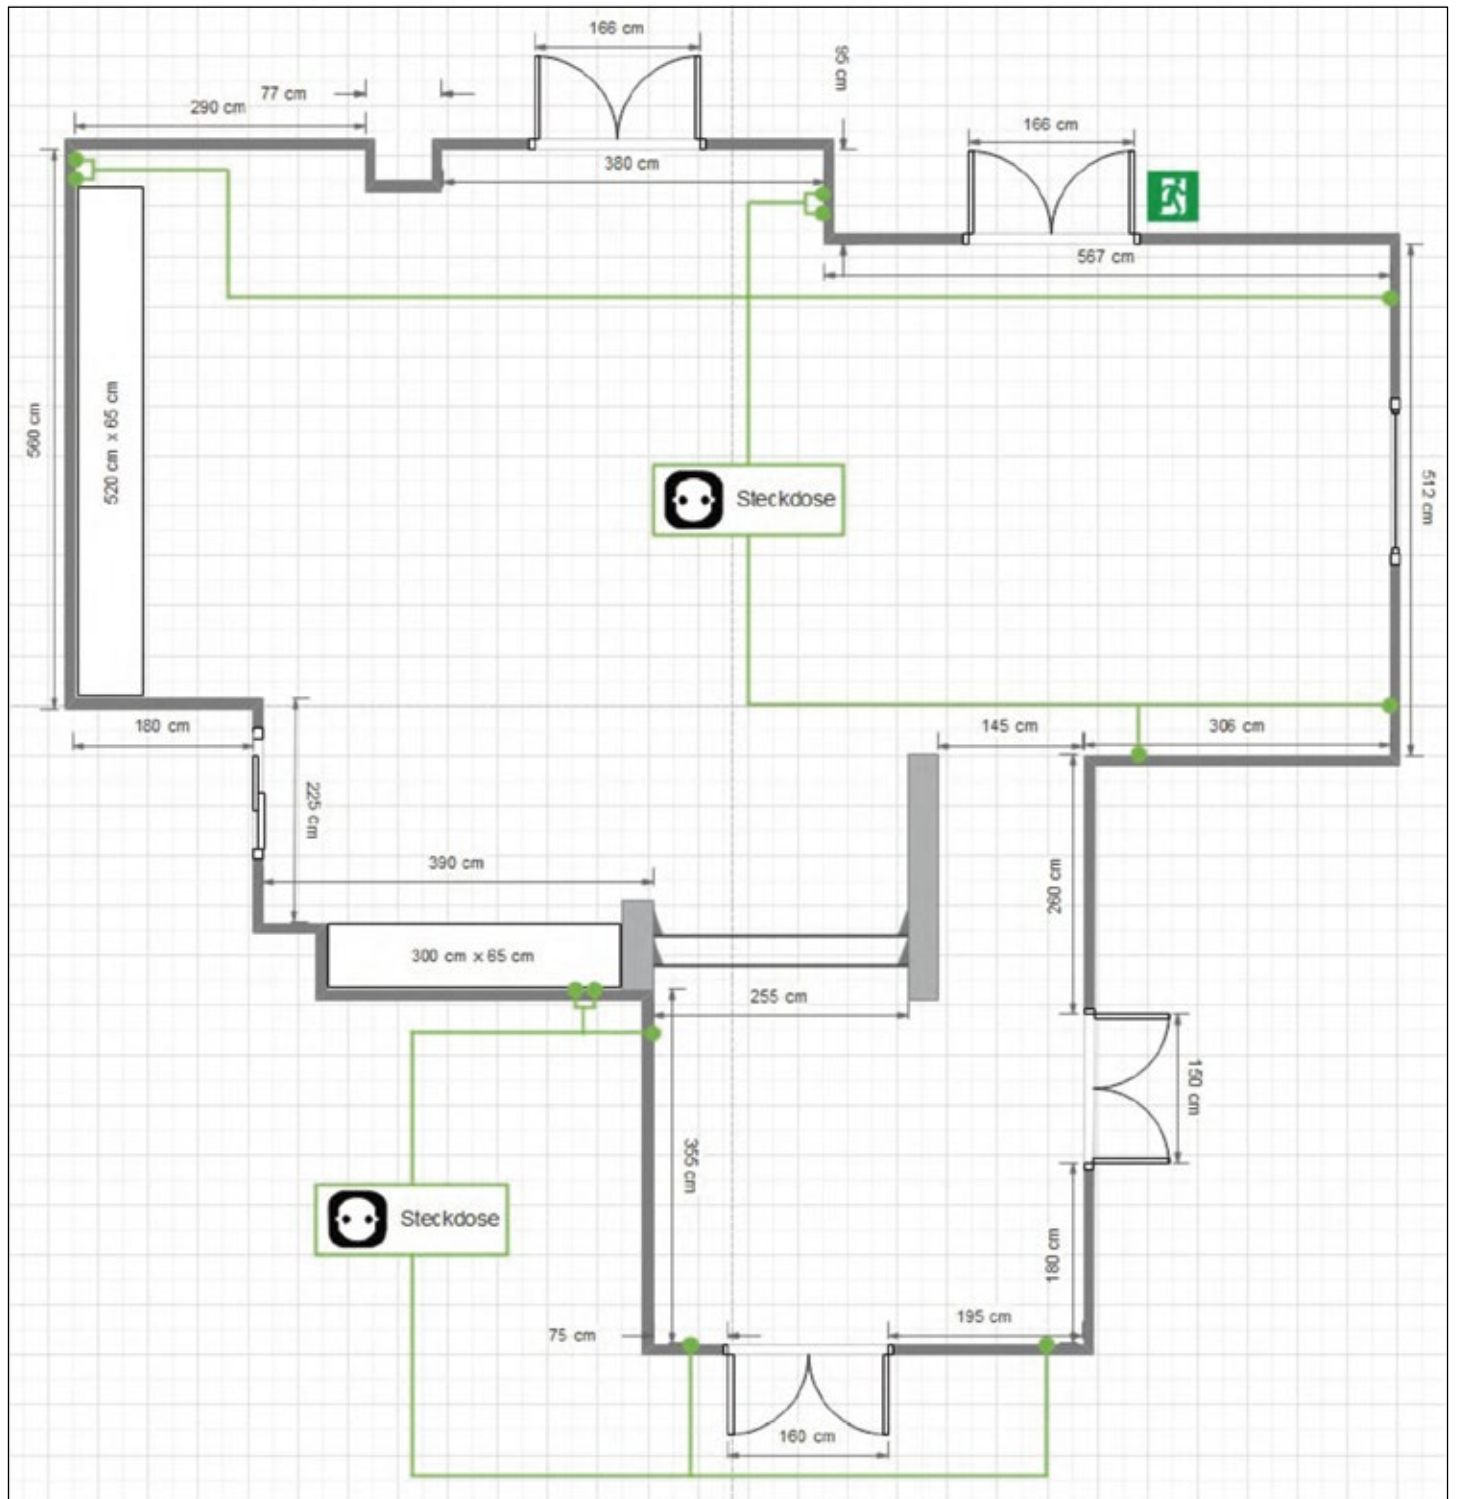 166 cm
95 cm
77 cm
290 cm
166 cm
380 cm
567 cm
560 cm
520 cm x 65 cm
Steckdose
512 cm
180 cm
145 cm
306 cm
225 cm
390 cm
260 cm
300 cm x 65 cm
255 cm
150 cm
355 cm
Steckdose
180 cm
195 cm
75 cm
160 cm